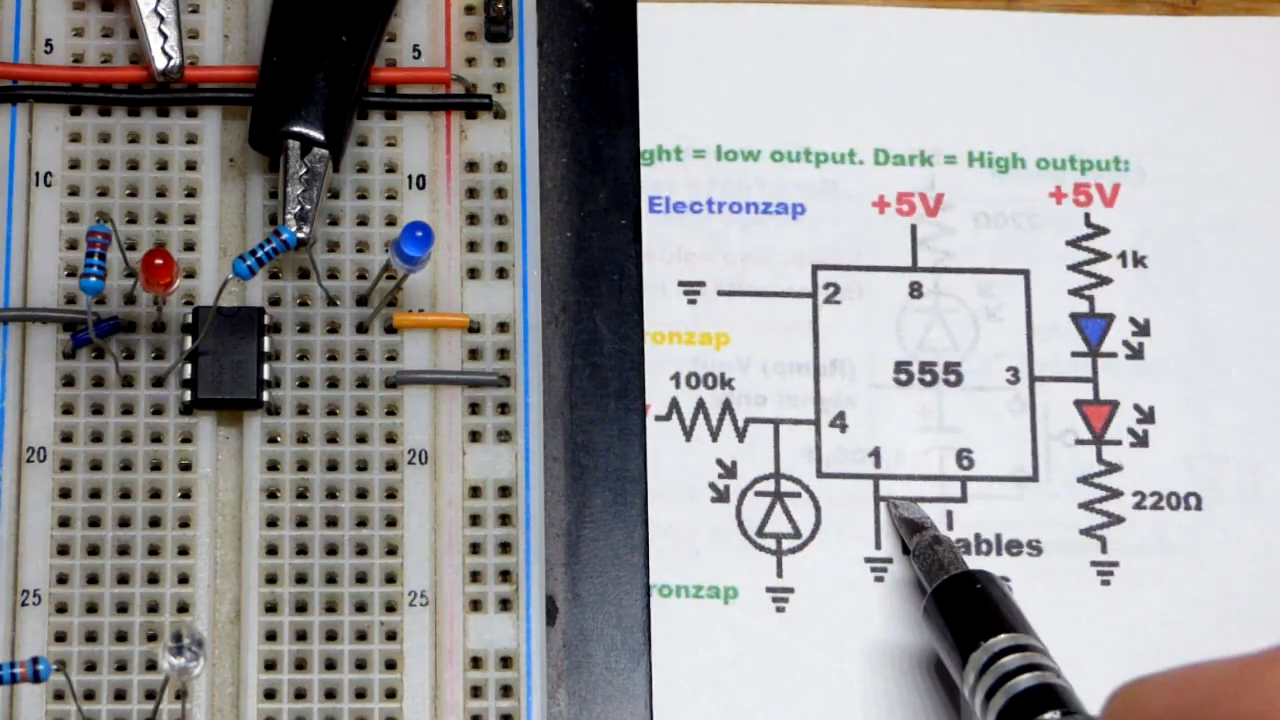 5
5
10
10
20
20
25
25
ght = low output. Dark = High output:
Electronzap
+5V
+5V
1k
2
8
ronzap
555
3
100k
4
1
6
220Ω
ables
ronzap